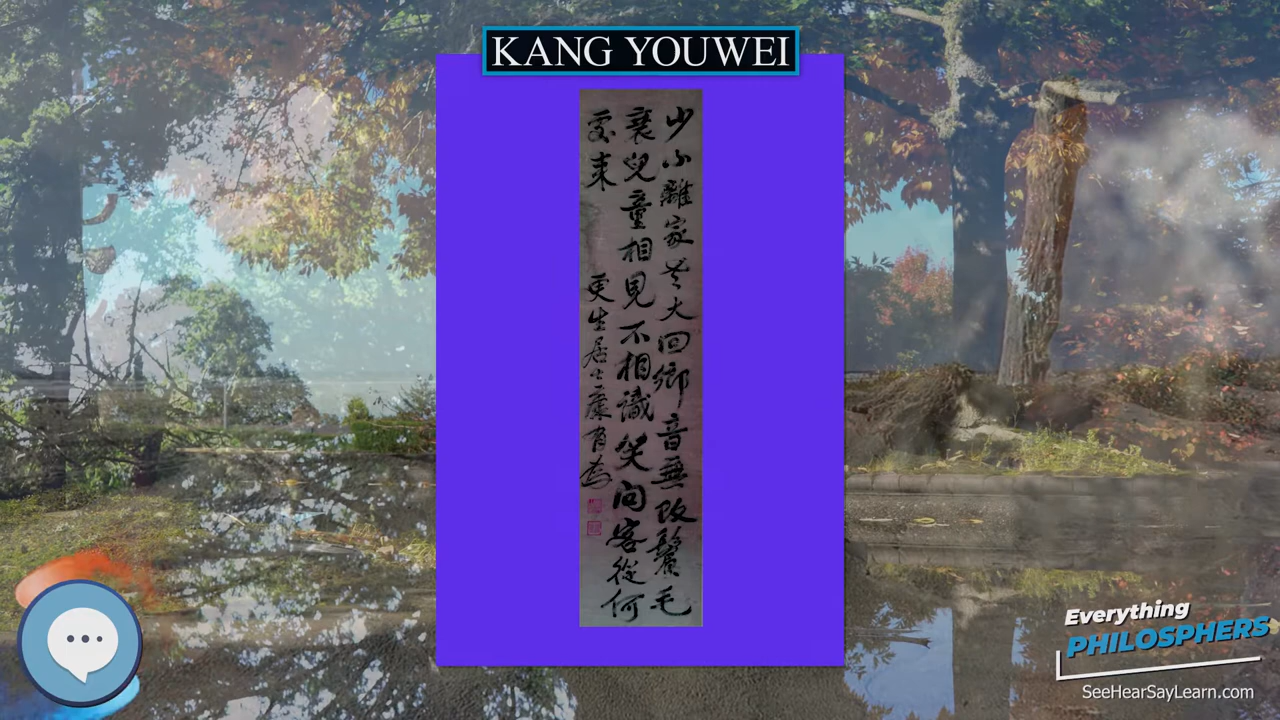 KANG YOUWEI
少小離家老大回鄉音無改鬢毛
衰兒童相見不相識笑問客從何
處來
更生居士康有為
Everything
PHILOSPHERS
SeeHearSayLearn.com